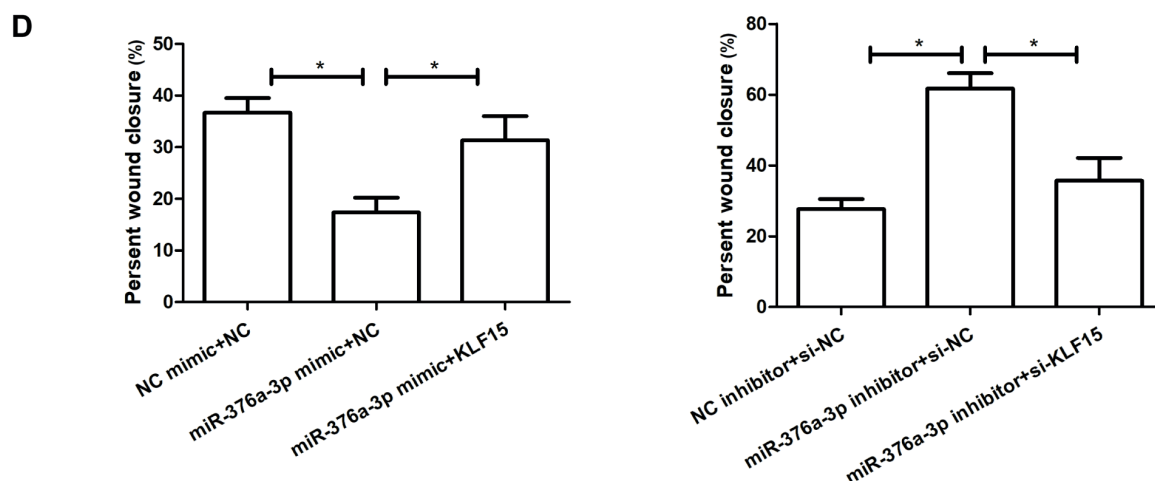 D
Persent wound closure (%)
50
40
30
20
10
0
*
*
NC mimic+NC
miR-376a-3p mimic+NC
miR-376a-3p mimic+KLF15
Persent wound closure (%)
80
60
40
20
0
*
*
NC inhibitor+si-NC
miR-376a-3p inhibitor+si-NC
miR-376a-3p inhibitor+si-KLF15